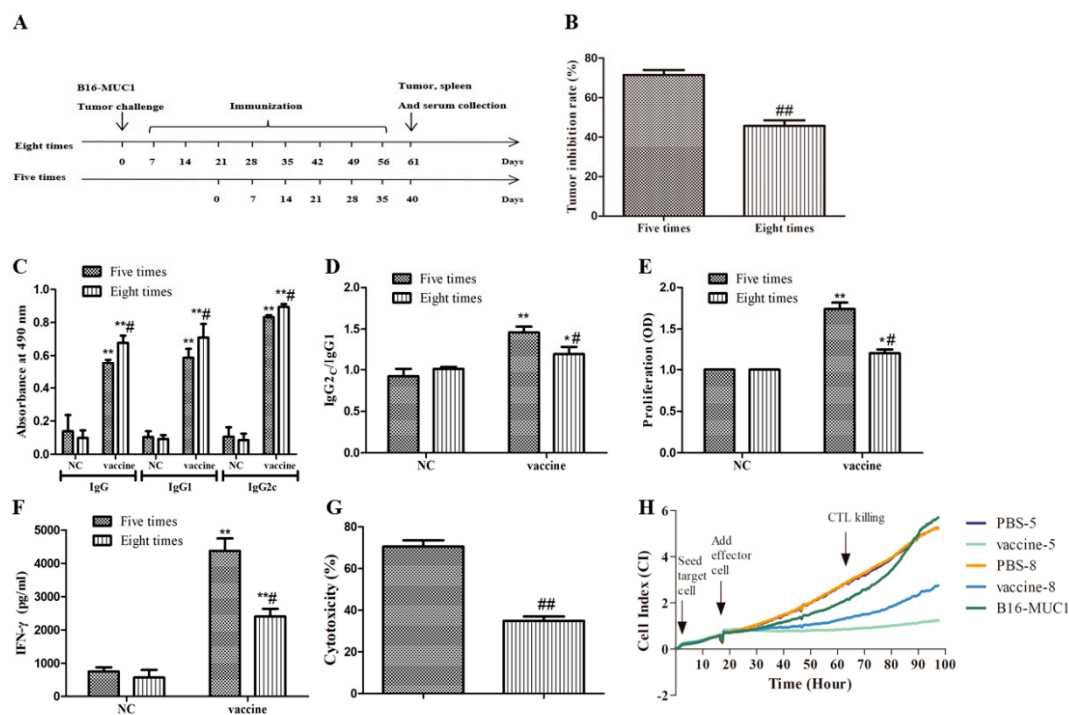 A
B16-MUC1
Tumor challenge
Immunization
Tumor, spleen
And serum collection
Eight times
0 7 14 21 28 35 42 49 56 61 Days
Five times
0 7 14 21 28 35 40 Days
B
Tumor inhibition rate (%)
80
60
40
20
0
##
Five times Eight times
C
Five times
Eight times
Absorbance at 490 nm
1.0
0.8
0.6
0.4
0.2
0.0
** **# ** **# ** **#
NC vaccine NC vaccine NC vaccine
IgG IgG1 IgG2c
D
Five times
Eight times
IgG2c/IgG1
2.0
1.5
1.0
0.5
0.0
** *#
NC vaccine
E
Five times
Eight times
Proliferation (OD)
2.0
1.5
1.0
0.5
0.0
** *#
NC vaccine
F
Five times
Eight times
IFN-γ (pg/ml)
5000
4000
3000
2000
1000
0
** **#
NC vaccine
G
Cytotoxicity (%)
80
60
40
20
0
##
H
Cell Index (CI)
6
4
2
0
-2
Seed
target
cell
Add
effector
cell
CTL killing
10 20 30 40 50 60 70 80 90 100
Time (Hour)
PBS-5
vaccine-5
PBS-8
vaccine-8
B16-MUC1